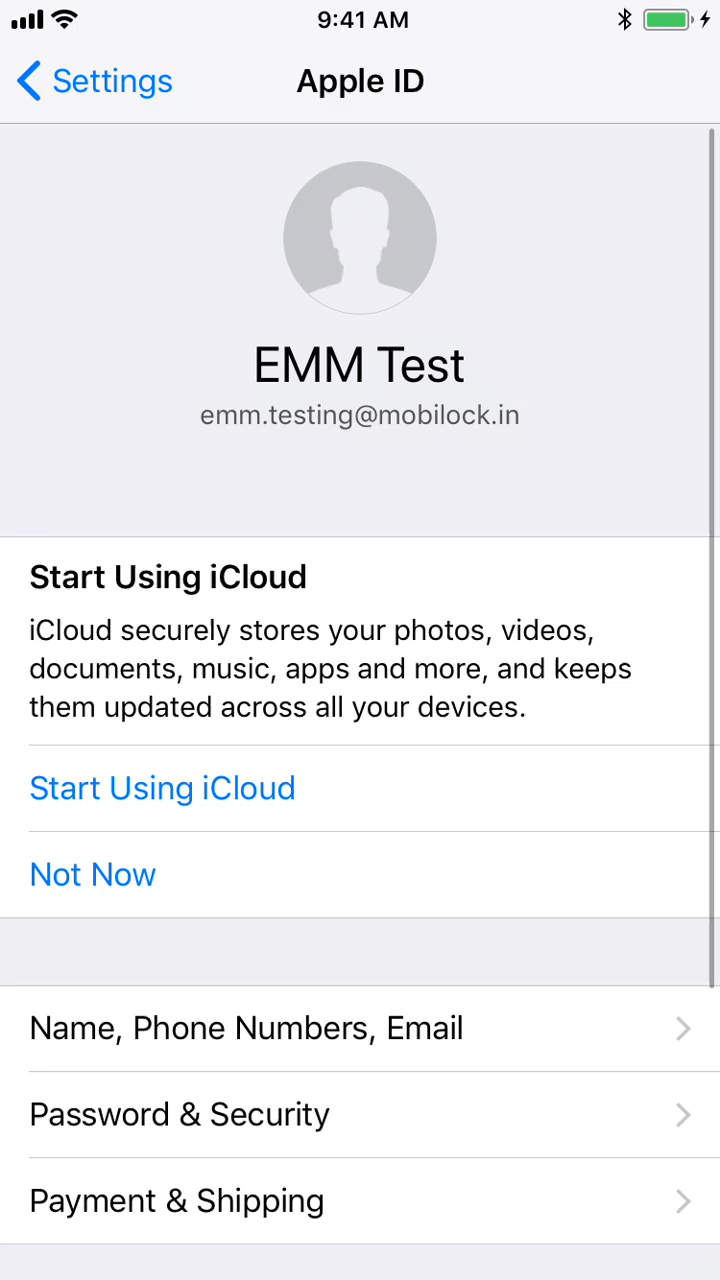 9:41 AM
Settings
Apple ID
EMM Test
emm.testing@mobilock.in
Start Using iCloud
iCloud securely stores your photos, videos,
documents, music, apps and more, and keeps
them updated across all your devices.
Start Using iCloud
Not Now
Name, Phone Numbers, Email
Password & Security
Payment & Shipping